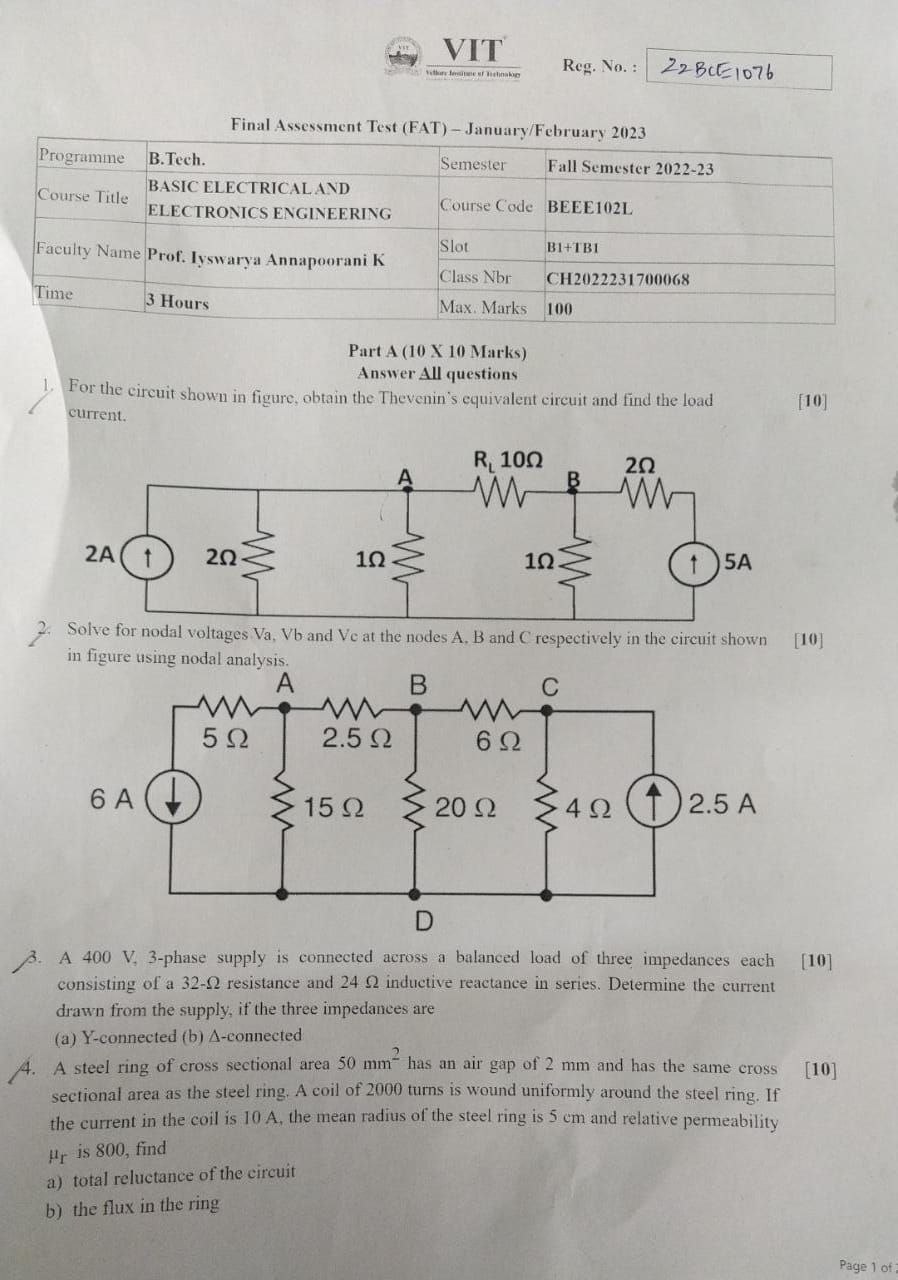 VIT
Vellore Institute of Technology
Reg. No. : 22BCE1076
Final Assessment Test (FAT) – January/February 2023
Programme B.Tech. Semester Fall Semester 2022-23
Course Title BASIC ELECTRICAL AND ELECTRONICS ENGINEERING Course Code BEEE102L
Faculty Name Prof. Iyswarya Annapoorani K Slot B1+TB1
Class Nbr CH2022231700068
Time 3 Hours Max. Marks 100
Part A (10 X 10 Marks)
Answer All questions
1. For the circuit shown in figure, obtain the Thevenin's equivalent circuit and find the load [10]
current.
R_L 10Ω 2Ω
A B
2A 2Ω 1Ω 1Ω 5A
2. Solve for nodal voltages Va, Vb and Vc at the nodes A, B and C respectively in the circuit shown [10]
in figure using nodal analysis.
A B C
5 Ω 2.5 Ω 6 Ω
6 A 15 Ω 20 Ω 4 Ω 2.5 A
D
3. A 400 V, 3-phase supply is connected across a balanced load of three impedances each [10]
consisting of a 32-Ω resistance and 24 Ω inductive reactance in series. Determine the current
drawn from the supply, if the three impedances are
(a) Y-connected (b) Δ-connected
4. A steel ring of cross sectional area 50 mm² has an air gap of 2 mm and has the same cross [10]
sectional area as the steel ring. A coil of 2000 turns is wound uniformly around the steel ring. If
the current in the coil is 10 A, the mean radius of the steel ring is 5 cm and relative permeability
μr is 800, find
a) total reluctance of the circuit
b) the flux in the ring
Page 1 of